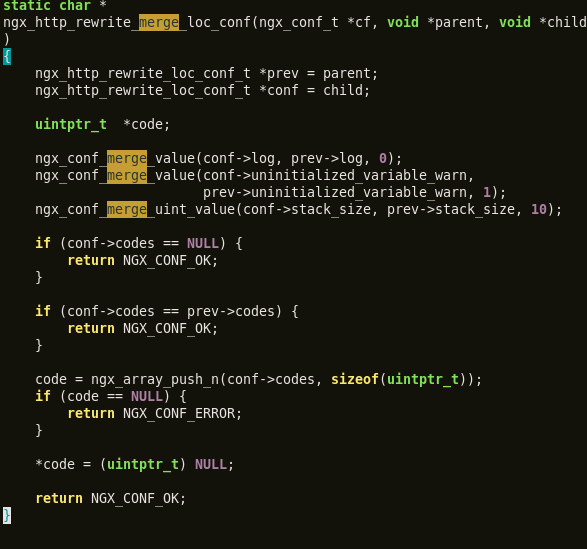 static char *
ngx_http_rewrite_merge_loc_conf(ngx_conf_t *cf, void *parent, void *child
)
{
    ngx_http_rewrite_loc_conf_t *prev = parent;
    ngx_http_rewrite_loc_conf_t *conf = child;

    uintptr_t  *code;

    ngx_conf_merge_value(conf->log, prev->log, 0);
    ngx_conf_merge_value(conf->uninitialized_variable_warn,
                         prev->uninitialized_variable_warn, 1);
    ngx_conf_merge_uint_value(conf->stack_size, prev->stack_size, 10);

    if (conf->codes == NULL) {
        return NGX_CONF_OK;
    }

    if (conf->codes == prev->codes) {
        return NGX_CONF_OK;
    }

    code = ngx_array_push_n(conf->codes, sizeof(uintptr_t));
    if (code == NULL) {
        return NGX_CONF_ERROR;
    }

    *code = (uintptr_t) NULL;

    return NGX_CONF_OK;
}